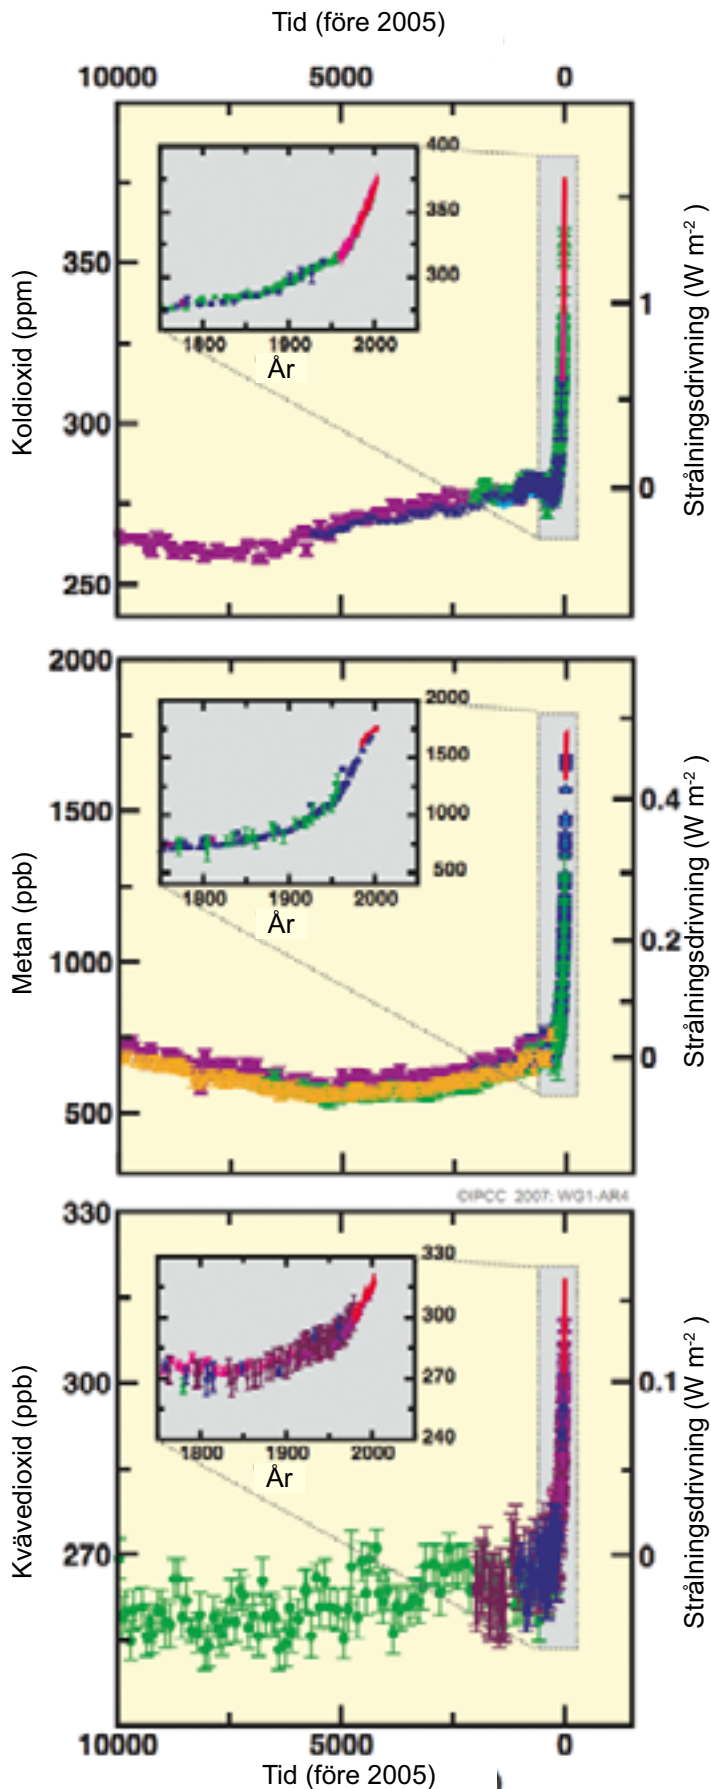 Tid (före 2005)
10000 5000 0
Koldioxid (ppm)
350
300
250
400
350
300
1800 1900 2000
År
1
0
Strålningsdrivning (W m-2 )
Metan (ppb)
2000
1500
1000
500
2000
1500
1000
500
1800 1900 2000
År
0.4
0.2
0
Strålningsdrivning (W m-2 )
©IPCC 2007: WG1-AR4
Kvävedioxid (ppb)
330
300
270
330
300
270
240
1800 1900 2000
År
0.1
0
Strålningsdrivning (W m-2 )
10000 5000 0
Tid (före 2005)